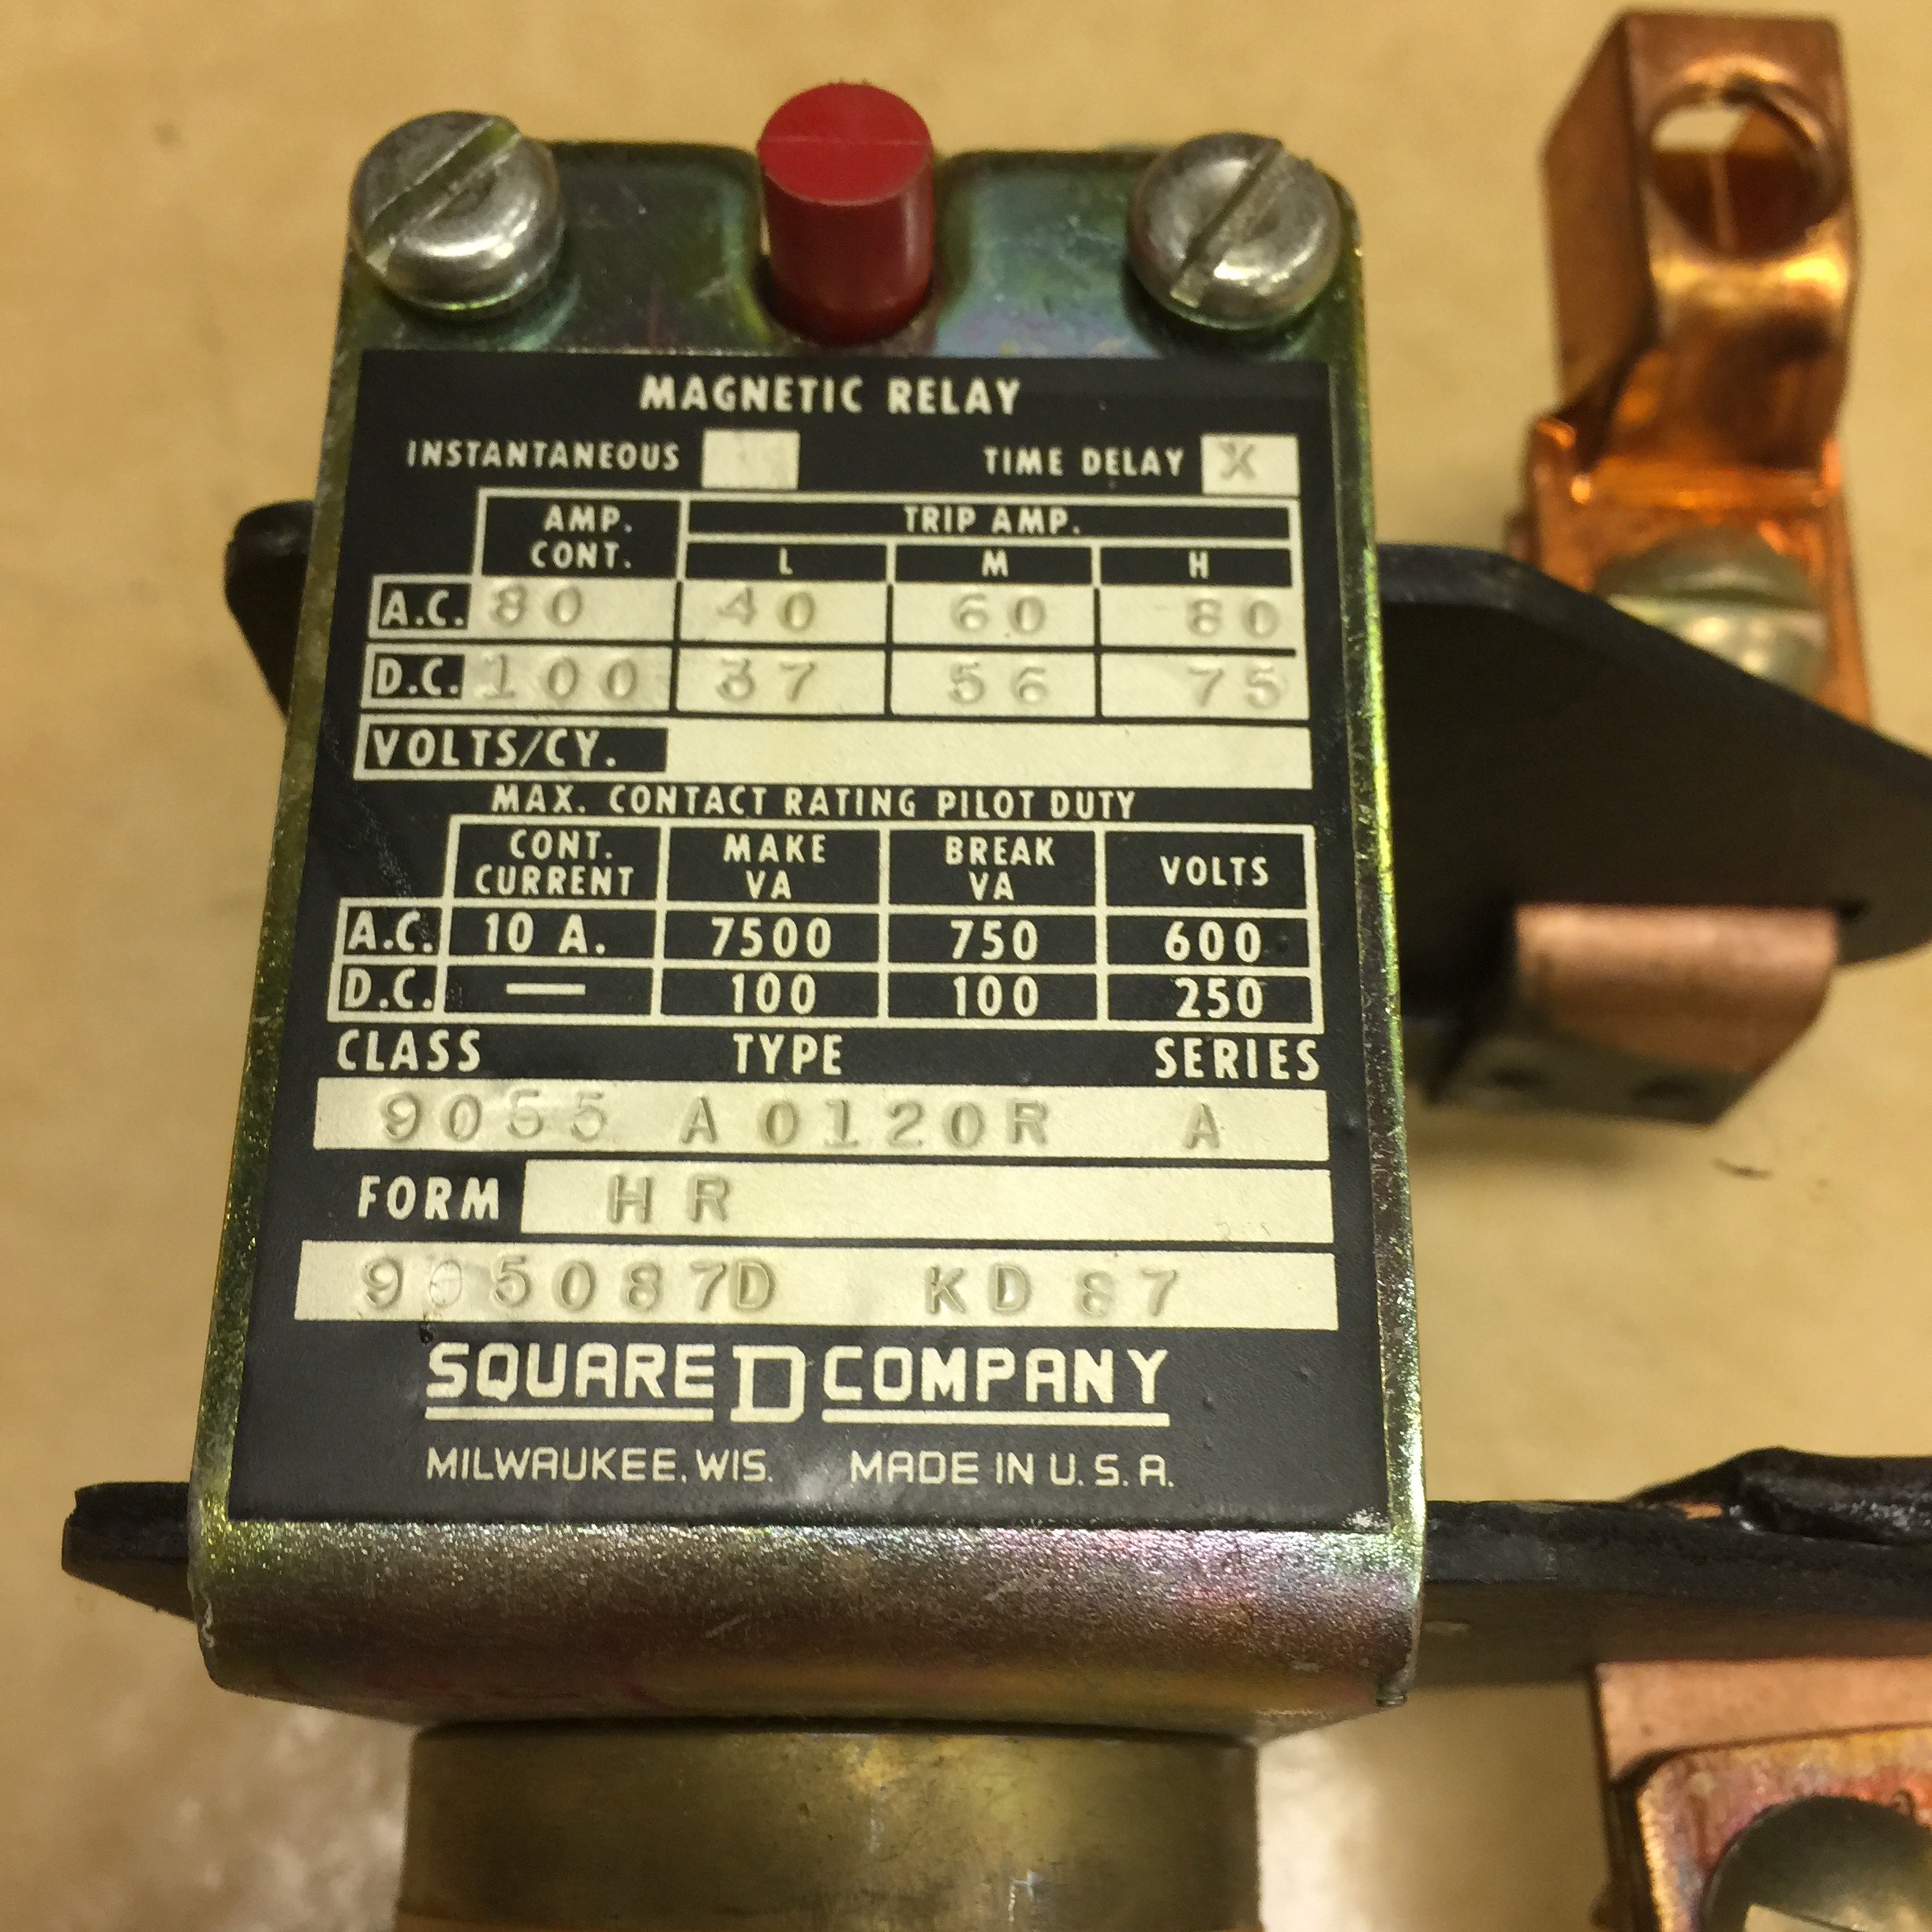 MAGNETIC RELAY
INSTANTANEOUS TIME DELAY X
AMP. CONT. TRIP AMP.
L M H
A.C. 80 40 60 80
D.C. 100 37 56 75
VOLTS/CY.
MAX. CONTACT RATING PILOT DUTY
CONT. CURRENT MAKE VA BREAK VA VOLTS
A.C. 10 A. 7500 750 600
D.C. — 100 100 250
CLASS TYPE SERIES
9055 A0120R A
FORM HR
905087D KD 87
SQUARE D COMPANY
MILWAUKEE, WIS. MADE IN U.S.A.